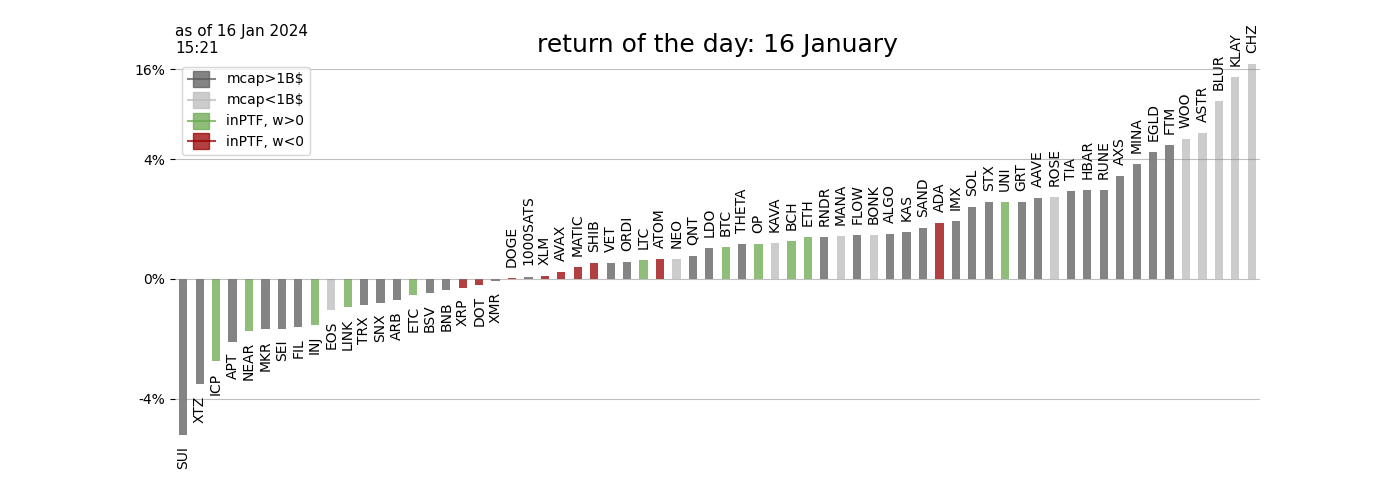 as of 16 Jan 2024
15:21
return of the day: 16 January
mcap>1B$
mcap<1B$
inPTF, w>0
inPTF, w<0
16%
4%
0%
-4%
SUI
XTZ
ICP
APT
NEAR
MKR
SEI
FIL
INJ
EOS
LINK
TRX
SNX
ARB
ETC
BSV
BNB
XRP
DOT
XMR
DOGE
1000SATS
XLM
AVAX
MATIC
SHIB
VET
ORDI
LTC
ATOM
NEO
QNT
LDO
BTC
THETA
OP
KAVA
BCH
ETH
RNDR
MANA
FLOW
BONK
ALGO
KAS
SAND
ADA
IMX
SOL
STX
UNI
GRT
AAVE
ROSE
TIA
HBAR
RUNE
AXS
MINA
EGLD
FTM
WOO
ASTR
BLUR
KLAY
CHZ